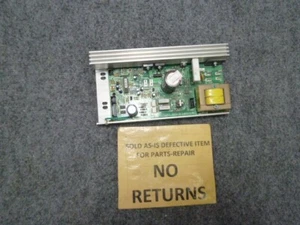 SOLD AS-IS DEFECTIVE ITEM
FOR PARTS-REPAIR
NO
RETURNS